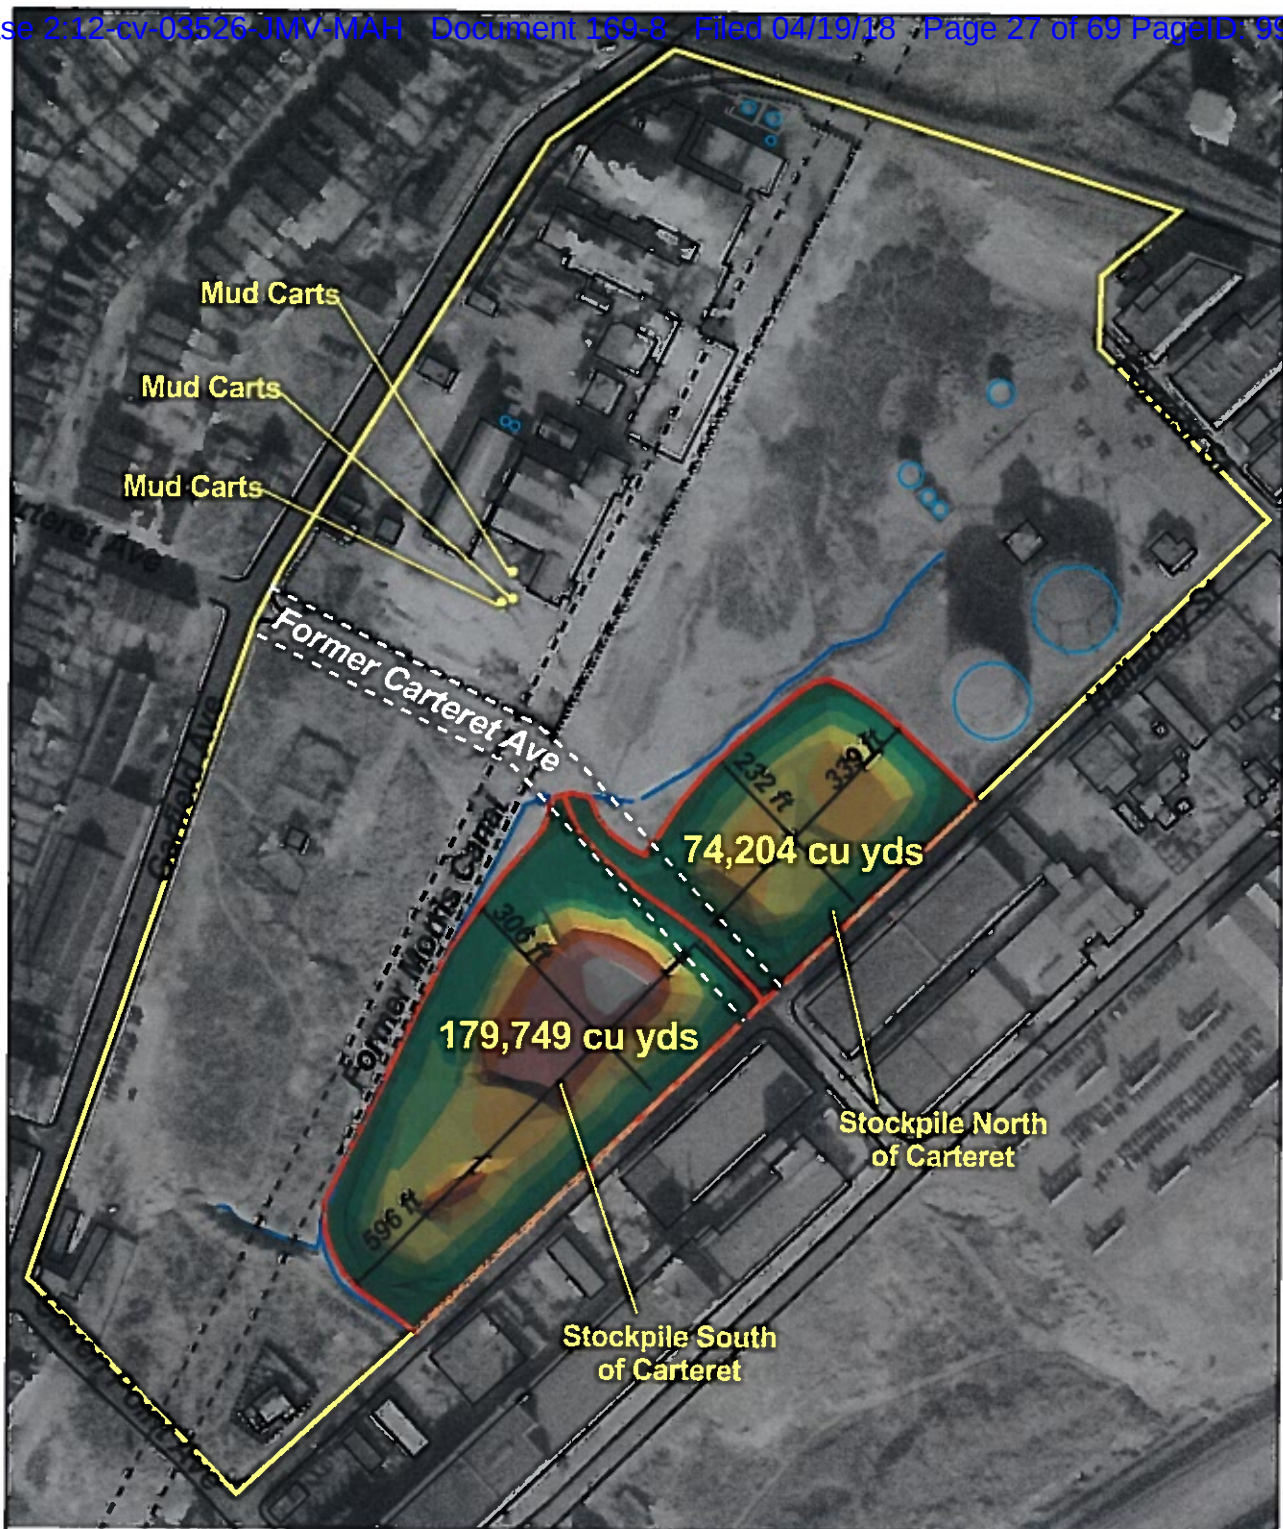 se 2:12-cv-03526-JMV-MAH Document 169-8 Filed 04/19/18 Page 27 of 69 PageID: 99
Mud Carts
Mud Carts
Mud Carts
Former Carteret Ave
Garfield Ave
Former Morris Canal
232 ft
339 ft
74,204 cu yds
306 ft
179,749 cu yds
596 ft
Stockpile North
of Carteret
Stockpile South
of Carteret